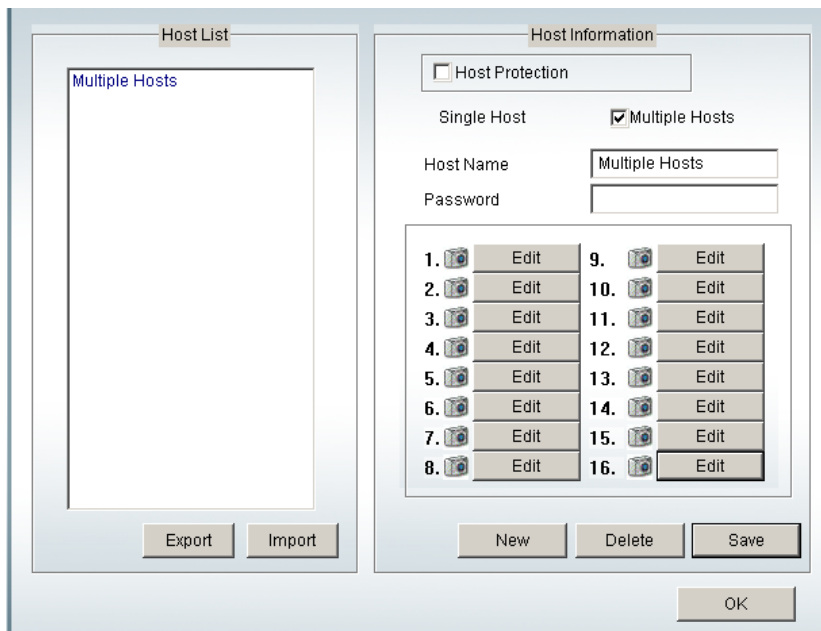 Host List
Multiple Hosts
Export Import
Host Information
Host Protection
Single Host Multiple Hosts
Host Name Multiple Hosts
Password
1. Edit 9. Edit
2. Edit 10. Edit
3. Edit 11. Edit
4. Edit 12. Edit
5. Edit 13. Edit
6. Edit 14. Edit
7. Edit 15. Edit
8. Edit 16. Edit
New Delete Save
OK